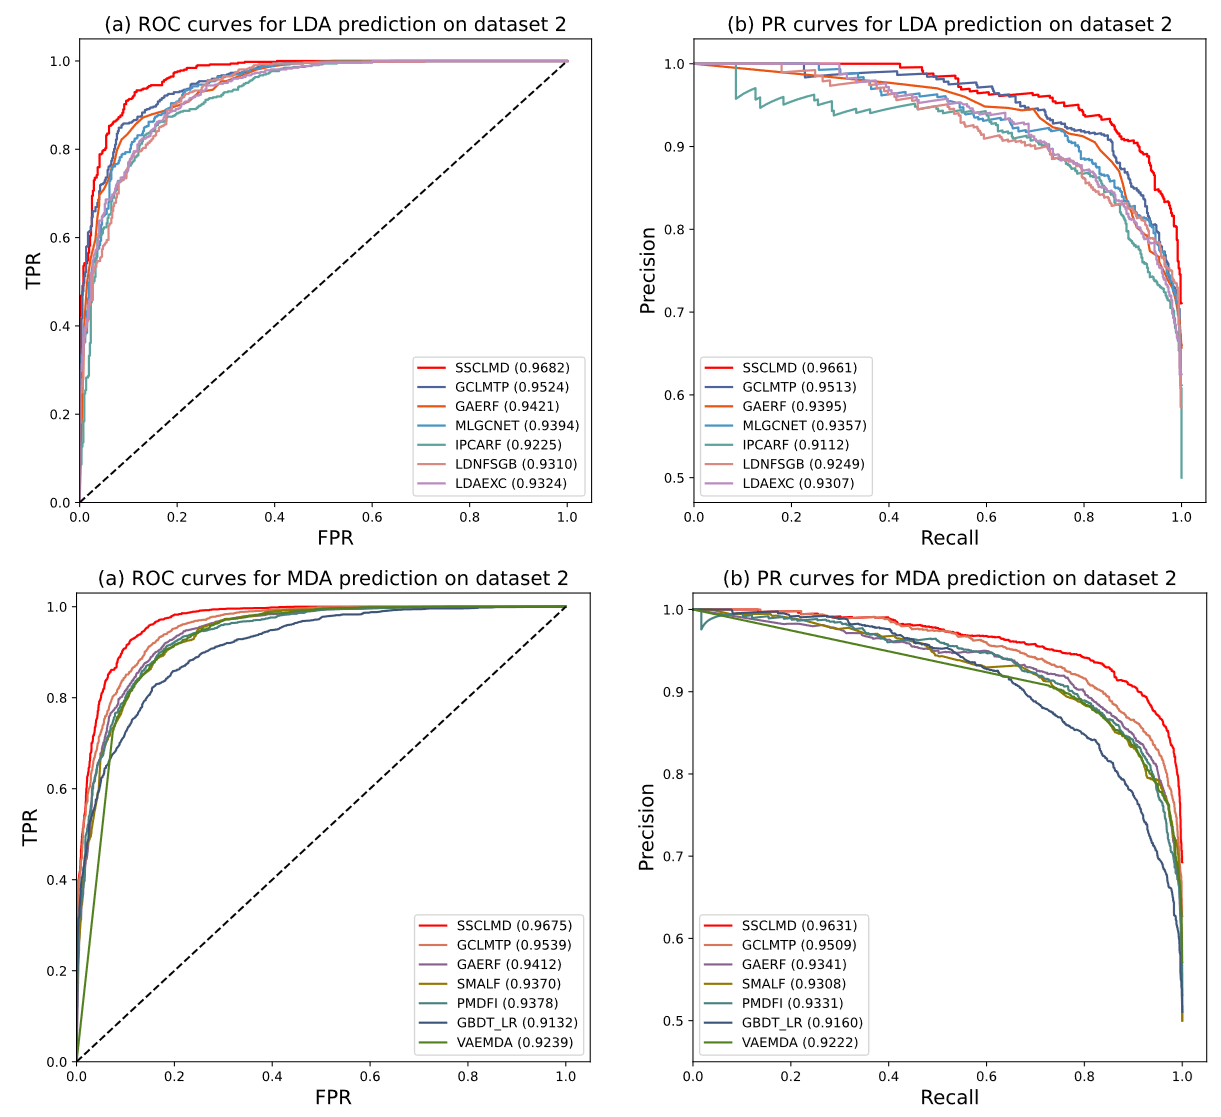 (a) ROC curves for LDA prediction on dataset 2
TPR
1.0
0.8
0.6
0.4
0.2
0.0
0.0 0.2 0.4 0.6 0.8 1.0
FPR
SSCLMD (0.9682)
GCLMTP (0.9524)
GAERF (0.9421)
MLGCNET (0.9394)
IPCARF (0.9225)
LDNFSGB (0.9310)
LDAEXC (0.9324)
(b) PR curves for LDA prediction on dataset 2
Precision
1.0
0.9
0.8
0.7
0.6
0.5
0.0 0.2 0.4 0.6 0.8 1.0
Recall
SSCLMD (0.9661)
GCLMTP (0.9513)
GAERF (0.9395)
MLGCNET (0.9357)
IPCARF (0.9112)
LDNFSGB (0.9249)
LDAEXC (0.9307)
(a) ROC curves for MDA prediction on dataset 2
TPR
1.0
0.8
0.6
0.4
0.2
0.0
0.0 0.2 0.4 0.6 0.8 1.0
FPR
SSCLMD (0.9675)
GCLMTP (0.9539)
GAERF (0.9412)
SMALF (0.9370)
PMDFI (0.9378)
GBDT_LR (0.9132)
VAEMDA (0.9239)
(b) PR curves for MDA prediction on dataset 2
Precision
1.0
0.9
0.8
0.7
0.6
0.5
0.0 0.2 0.4 0.6 0.8 1.0
Recall
SSCLMD (0.9631)
GCLMTP (0.9509)
GAERF (0.9341)
SMALF (0.9308)
PMDFI (0.9331)
GBDT_LR (0.9160)
VAEMDA (0.9222)